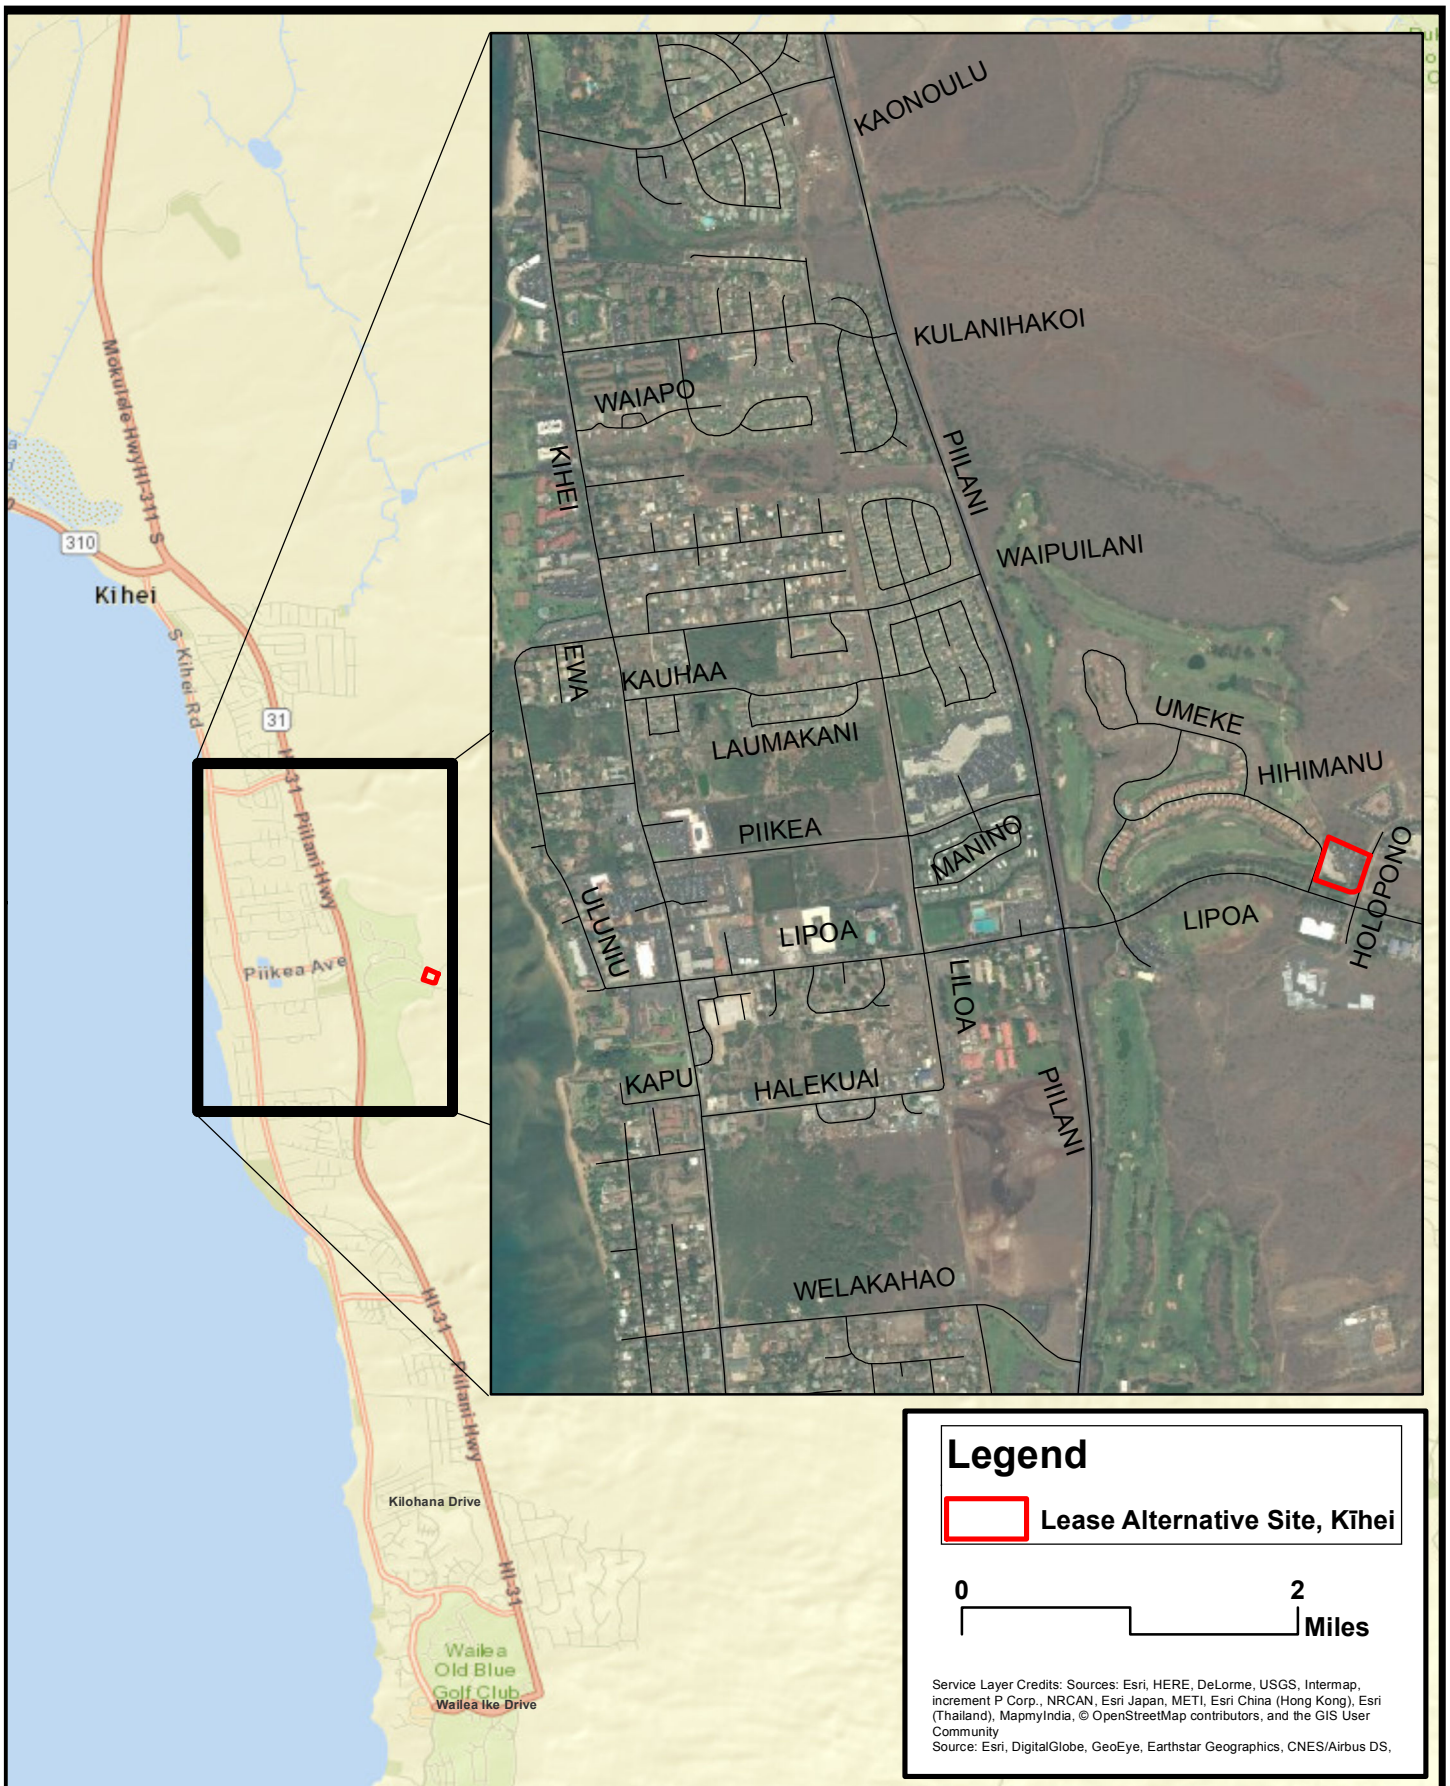 KAONOULU
KULANIHAKOI
WAIAPO
KIHEI
PIILANI
WAIPUILANI
EWA
KAUHAA
LAUMAKANI
UMEKE
HIHIMANU
PIIKEA
MANINO
HOLOPONO
ULUNIU
LIPOA
LIPOA
LILOA
KAPU
HALEKUAI
PIILANI
WELAKAHAO
Mokulele Hwy
HI-311 S
310
Kihei
S Kihei Rd
31
HI-31
Piilani Hwy
Piikea Ave
HI-31
Piilani Hwy
Kilohana Drive
HI-31
Wailea
Old Blue
Golf Club
Wailea Ike Drive
Legend
Lease Alternative Site, Kīhei
0 2
Miles
Service Layer Credits: Sources: Esri, HERE, DeLorme, USGS, Intermap,
increment P Corp., NRCAN, Esri Japan, METI, Esri China (Hong Kong), Esri
(Thailand), MapmyIndia, © OpenStreetMap contributors, and the GIS User
Community
Source: Esri, DigitalGlobe, GeoEye, Earthstar Geographics, CNES/Airbus DS,